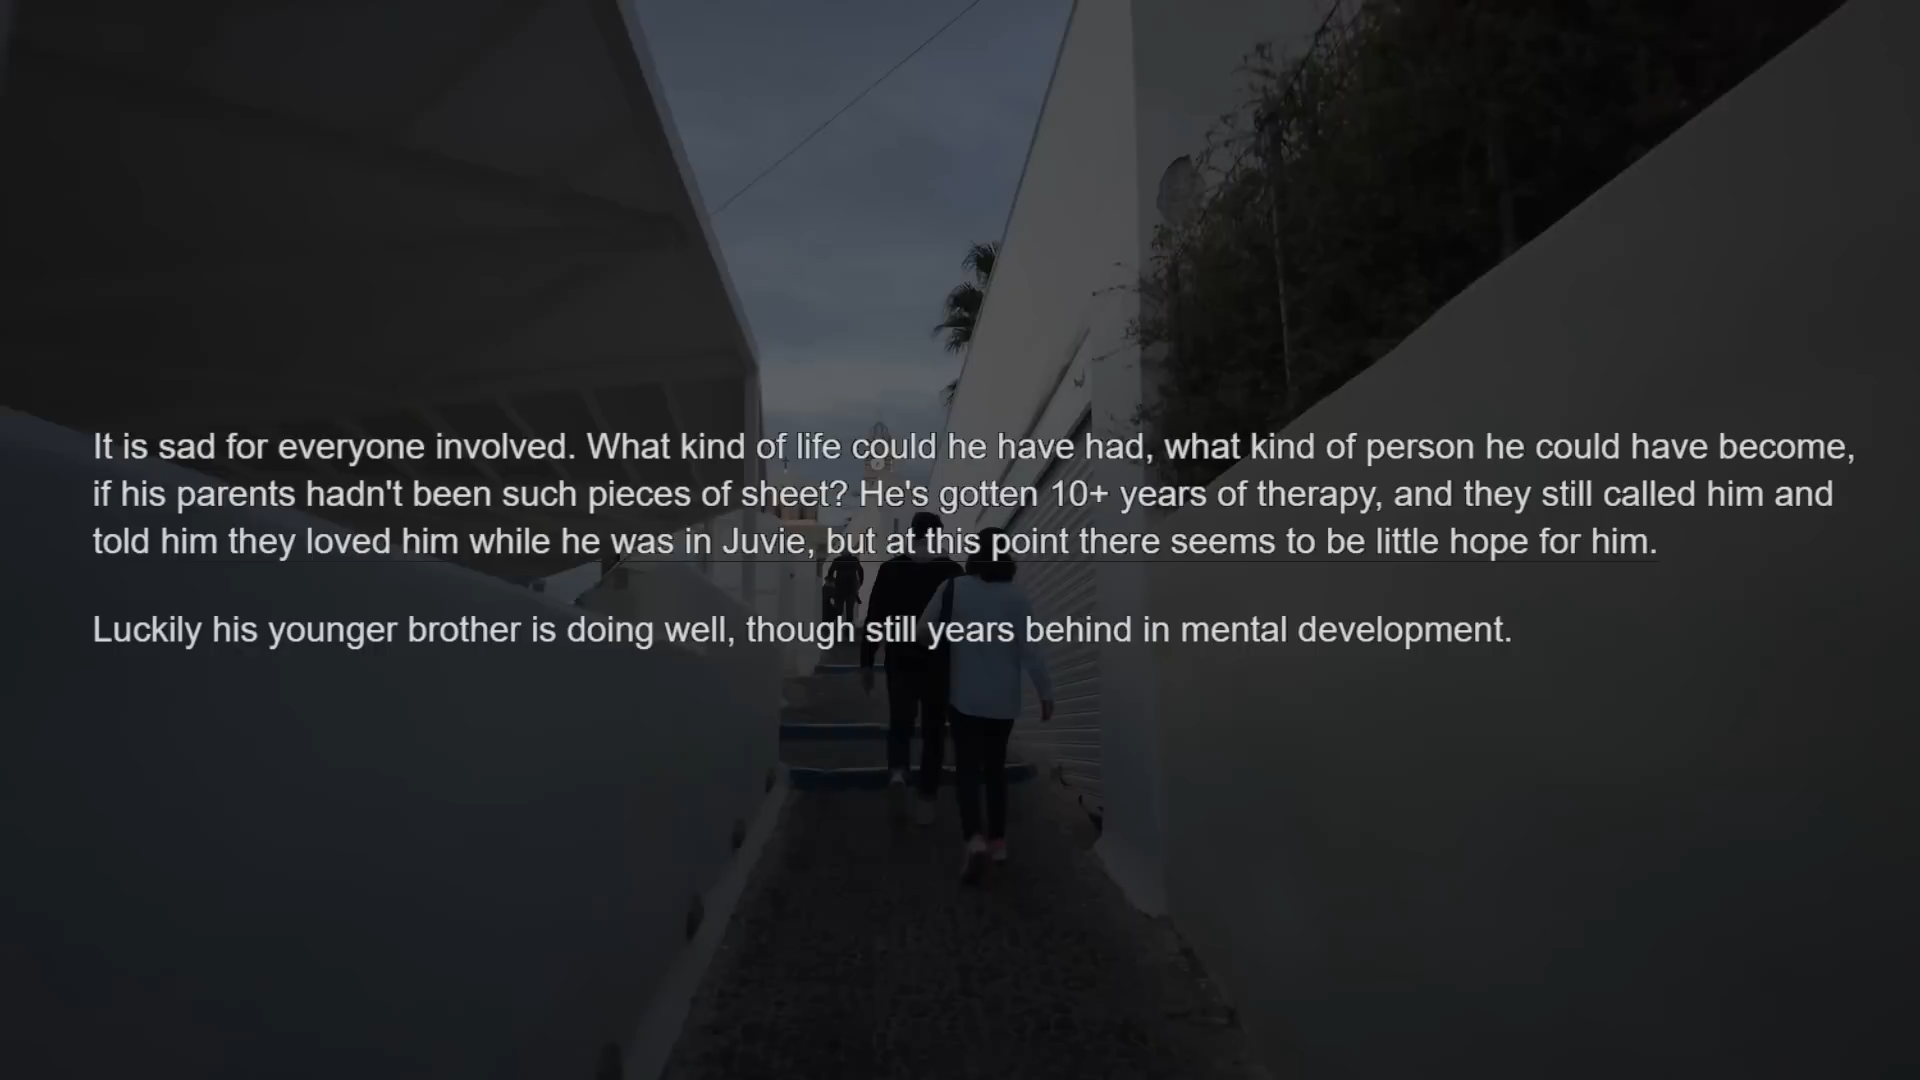 It is sad for everyone involved. What kind of life could he have had, what kind of person he could have become,
if his parents hadn't been such pieces of sheet? He's gotten 10+ years of therapy, and they still called him and
told him they loved him while he was in Juvie, but at this point there seems to be little hope for him.
Luckily his younger brother is doing well, though still years behind in mental development.